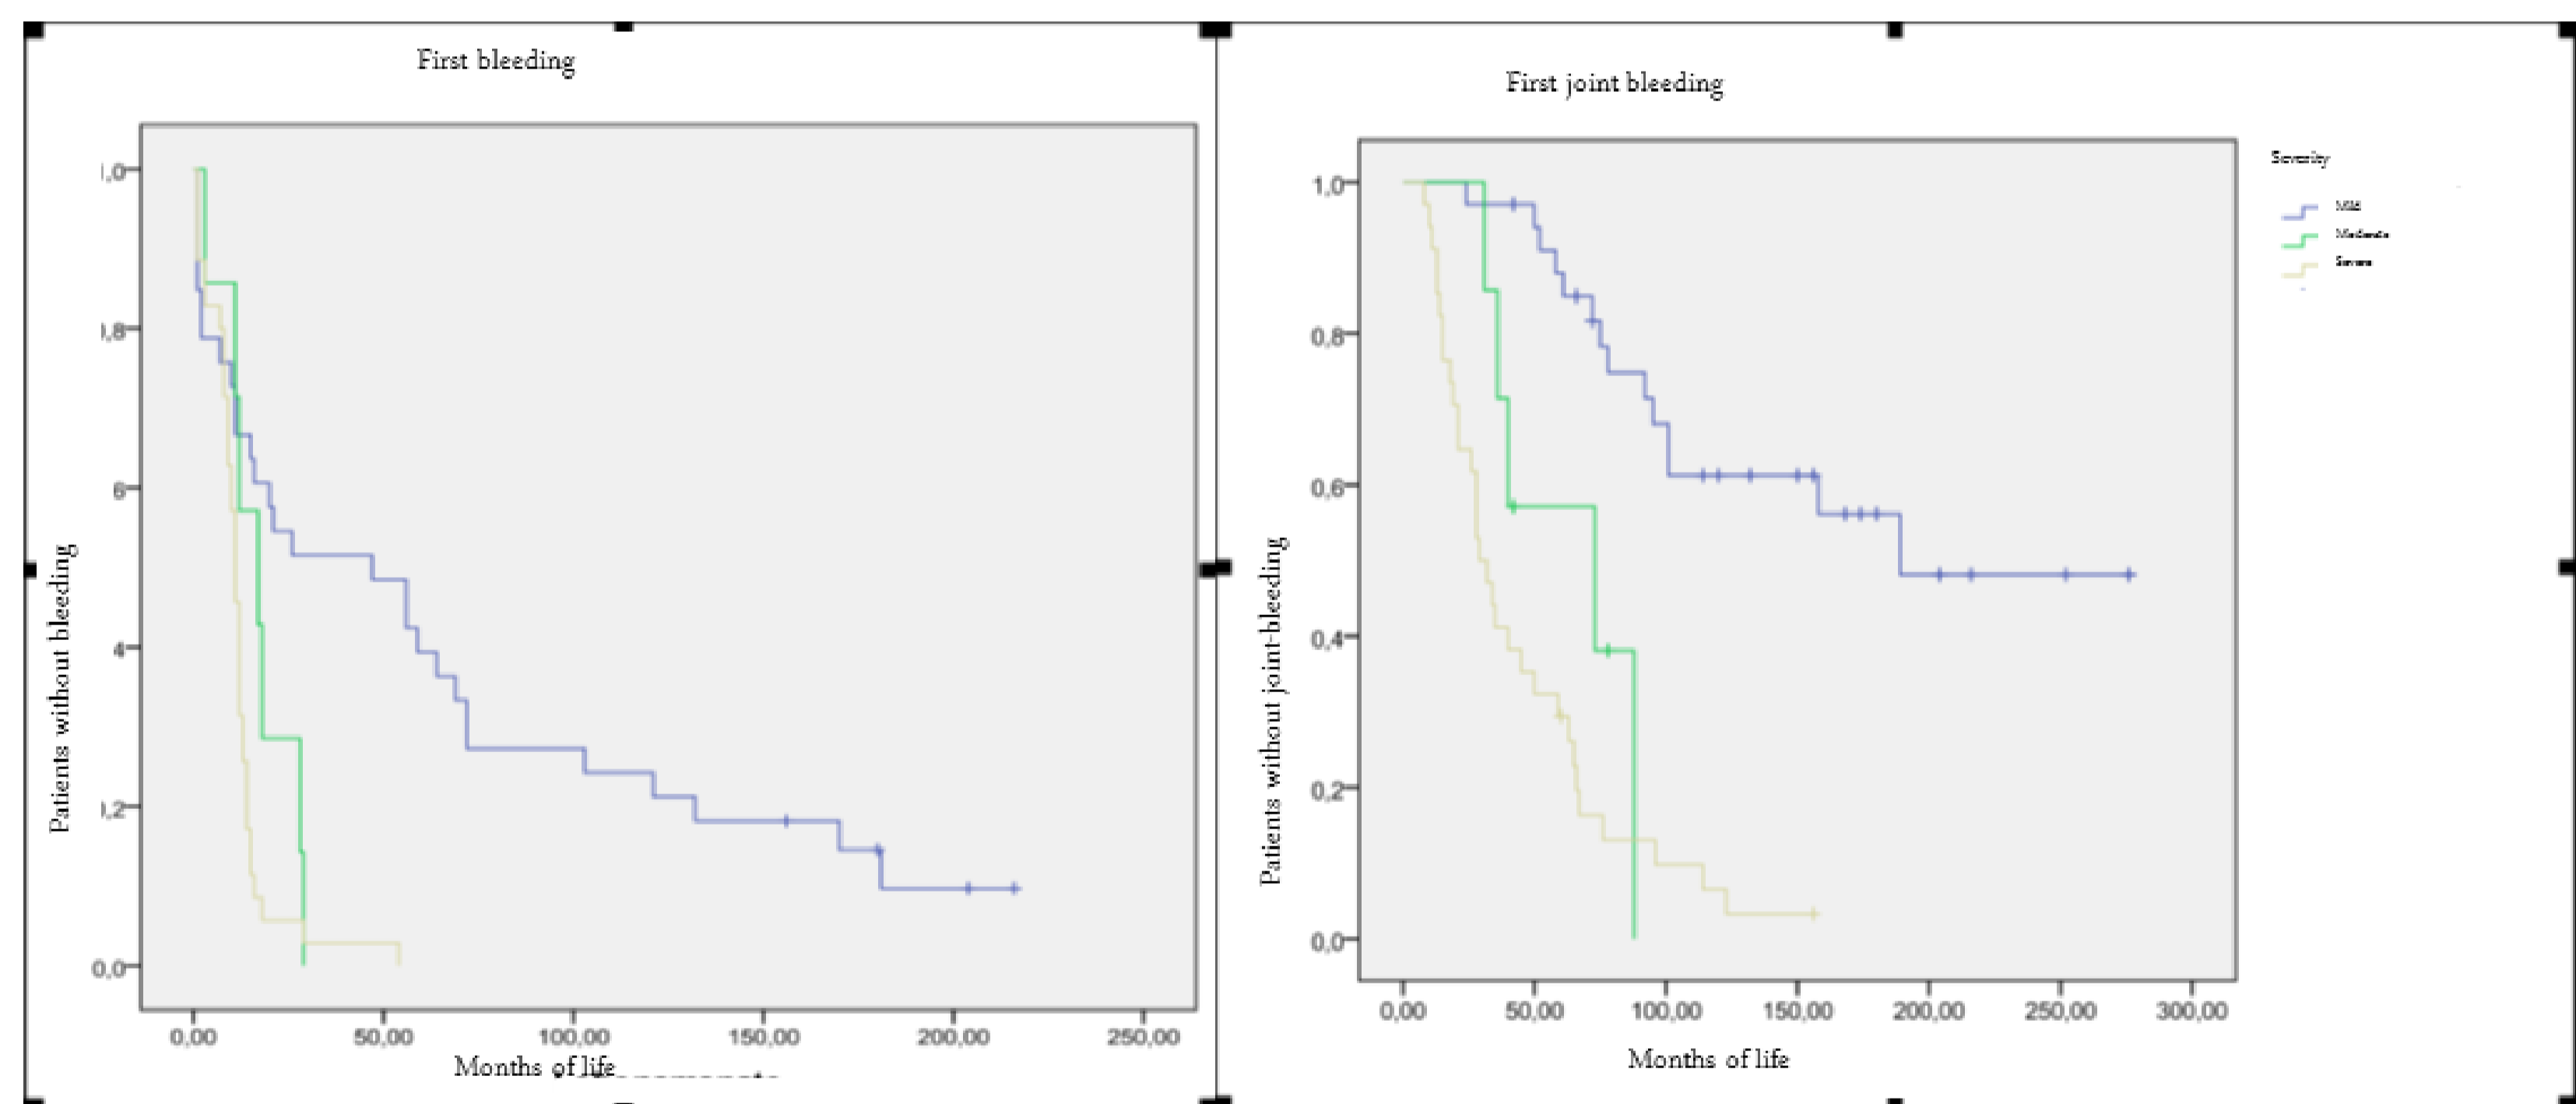 First bleeding
Patients without bleeding
,0
,8
6
4
,2
0,0
0,00 50,00 100,00 150,00 200,00 250,00
Months of life
First joint bleeding
Patients without joint-bleeding
1,0
0,8
0,6
0,4
0,2
0,0
0,00 50,00 100,00 150,00 200,00 250,00 300,00
Months of life
Severity
Mild
Moderate
Severe